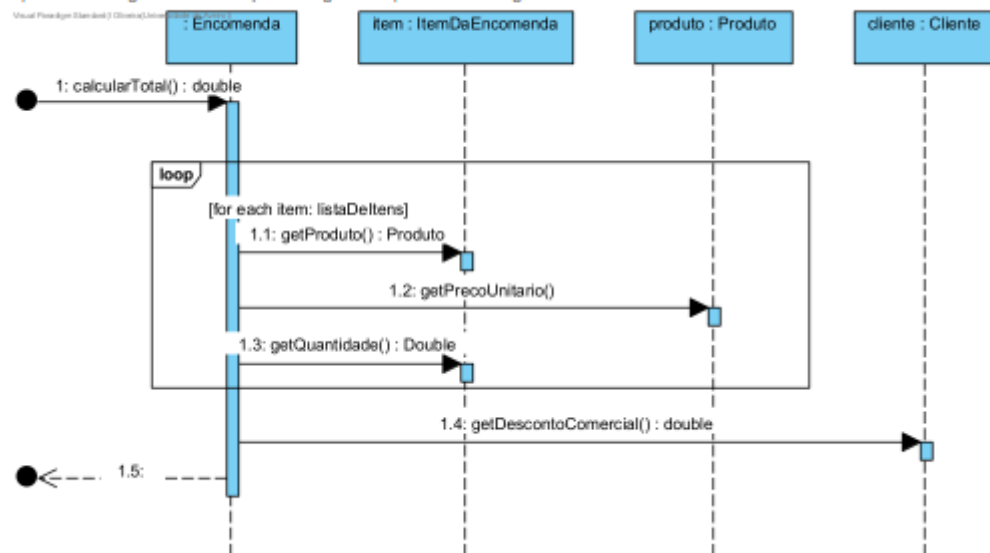 : Encomenda
item : ItemDaEncomenda
produto : Produto
cliente : Cliente
1: calcularTotal() : double
loop
[for each item: listaDeItens]
1.1: getProduto() : Produto
1.2: getPrecoUnitario()
1.3: getQuantidade() : Double
1.4: getDescontoComercial() : double
1.5: